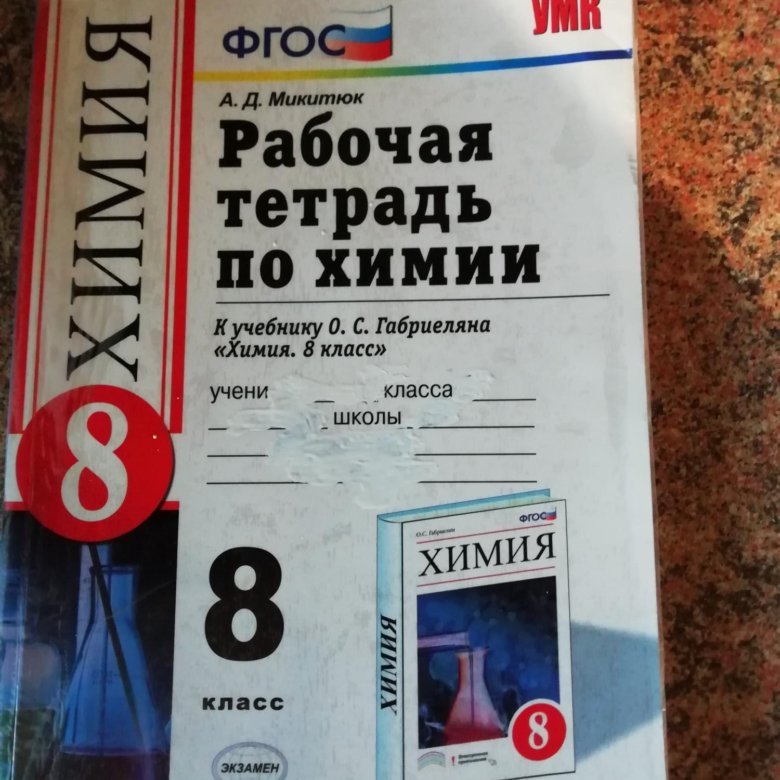 ХИМИЯ
ФГОС
УМК
А. Д. Микитюк
Рабочая
тетрадь
по химии
К учебнику О. С. Габриеляна
«Химия. 8 класс»
учени класса
школы
8
8
класс
ЭКЗАМЕН
ФГОС
О.С. Габриелян
ХИМИЯ
ХИМИЯ
8